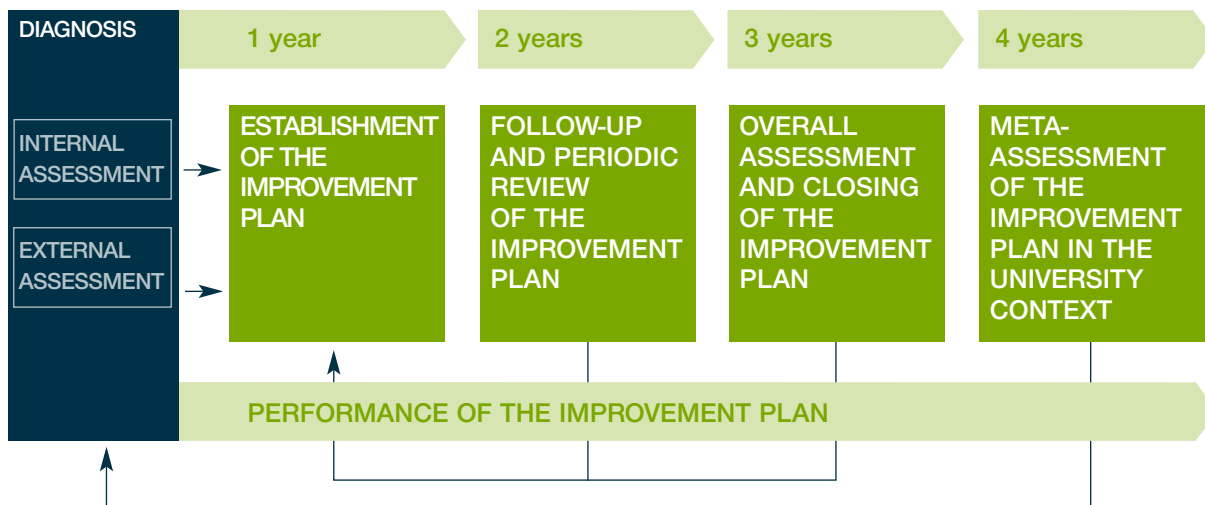 DIAGNOSIS
1 year
2 years
3 years
4 years
INTERNAL
ASSESSMENT
EXTERNAL
ASSESSMENT
ESTABLISHMENT
OF THE
IMPROVEMENT
PLAN
FOLLOW-UP
AND PERIODIC
REVIEW
OF THE
IMPROVEMENT
PLAN
OVERALL
ASSESSMENT
AND CLOSING
OF THE
IMPROVEMENT
PLAN
META-
ASSESSMENT
OF THE
IMPROVEMENT
PLAN IN THE
UNIVERSITY
CONTEXT
PERFORMANCE OF THE IMPROVEMENT PLAN